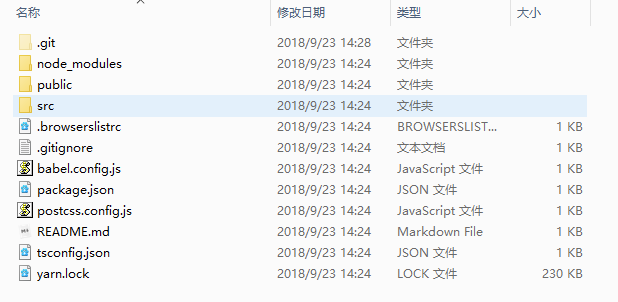 名称 修改日期 类型 大小
.git 2018/9/23 14:28 文件夹
node_modules 2018/9/23 14:24 文件夹
public 2018/9/23 14:24 文件夹
src 2018/9/23 14:24 文件夹
.browserslistrc 2018/9/23 14:24 BROWSERSLIST... 1 KB
.gitignore 2018/9/23 14:24 文本文档 1 KB
babel.config.js 2018/9/23 14:24 JavaScript 文件 1 KB
package.json 2018/9/23 14:24 JSON 文件 1 KB
postcss.config.js 2018/9/23 14:24 JavaScript 文件 1 KB
README.md 2018/9/23 14:24 Markdown File 1 KB
tsconfig.json 2018/9/23 14:24 JSON 文件 1 KB
yarn.lock 2018/9/23 14:24 LOCK 文件 230 KB